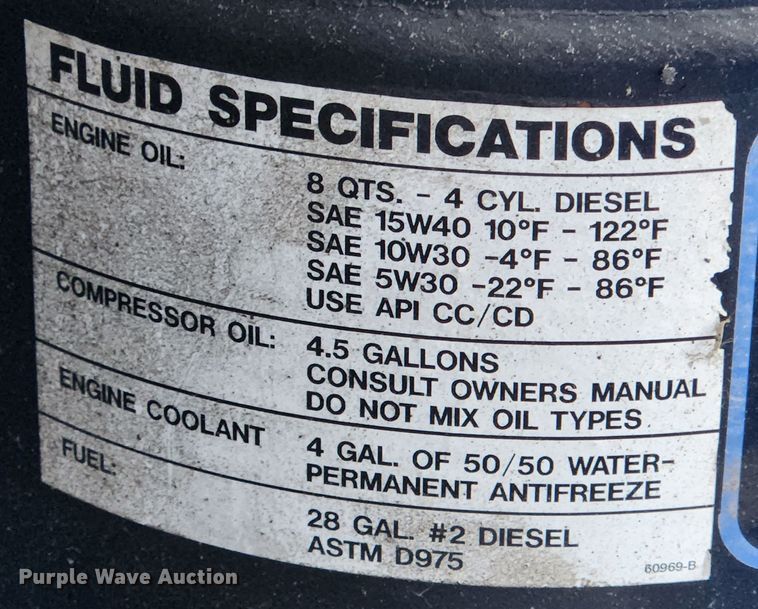 FLUID SPECIFICATIONS
ENGINE OIL:
8 QTS. - 4 CYL. DIESEL
SAE 15W40 10°F - 122°F
SAE 10W30 -4°F - 86°F
SAE 5W30 -22°F - 86°F
USE API CC/CD
COMPRESSOR OIL:
4.5 GALLONS
CONSULT OWNERS MANUAL
DO NOT MIX OIL TYPES
ENGINE COOLANT
4 GAL. OF 50/50 WATER-
PERMANENT ANTIFREEZE
FUEL:
28 GAL. #2 DIESEL
ASTM D975
60969-B
Purple Wave Auction